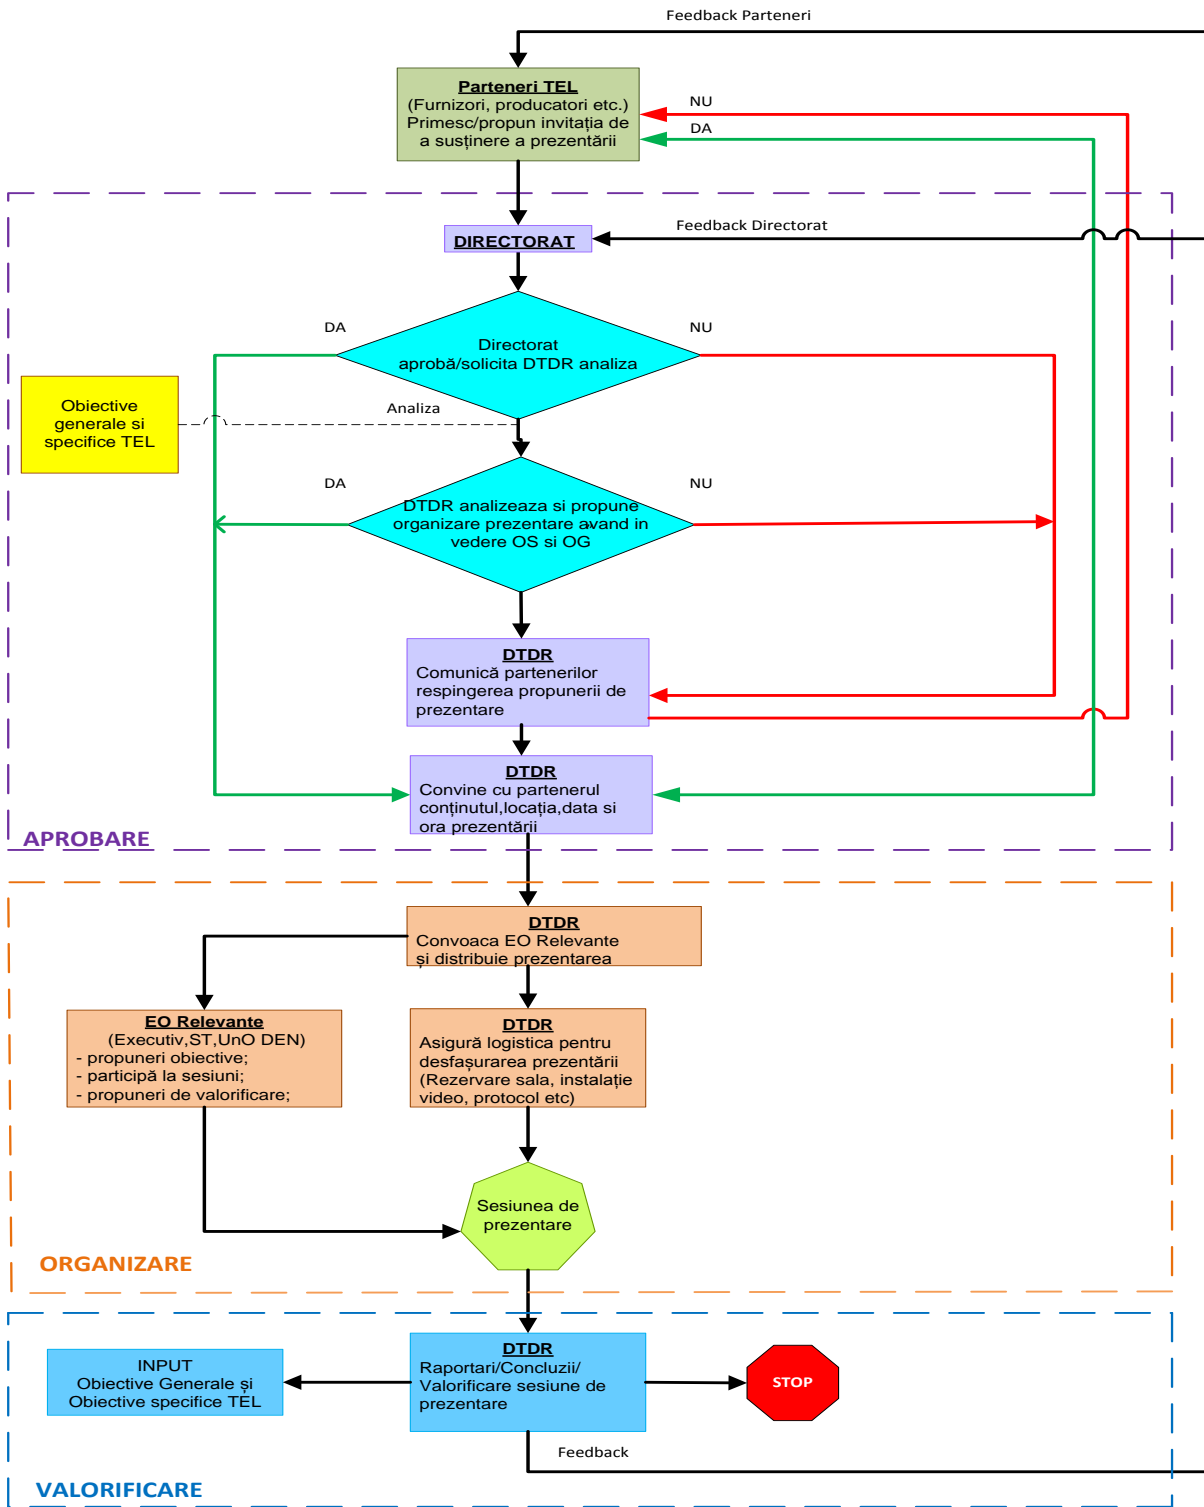 Feedback Parteneri
Parteneri TEL
(Furnizori, producatori etc.)
Primesc/propun invitația de
a susținere a prezentării
NU
DA
DIRECTORAT
Feedback Directorat
DA
NU
Directorat
aprobă/solicita DTDR analiza
Obiective
generale si
specifice TEL
Analiza
DA
NU
DTDR analizeaza si propune
organizare prezentare avand in
vedere OS si OG
DTDR
Comunică partenerilor
respingerea propunerii de
prezentare
DTDR
Convine cu partenerul
conținutul,locația,data si
ora prezentării
APROBARE
DTDR
Convoaca EO Relevante
și distribuie prezentarea
EO Relevante
(Executiv,ST,UnO DEN)
- propuneri obiective;
- participă la sesiuni;
- propuneri de valorificare;
DTDR
Asigură logistica pentru
desfașurarea prezentării
(Rezervare sala, instalație
video, protocol etc)
Sesiunea de
prezentare
ORGANIZARE
INPUT
Obiective Generale și
Obiective specifice TEL
DTDR
Raportari/Concluzii/
Valorificare sesiune de
prezentare
STOP
Feedback
VALORIFICARE